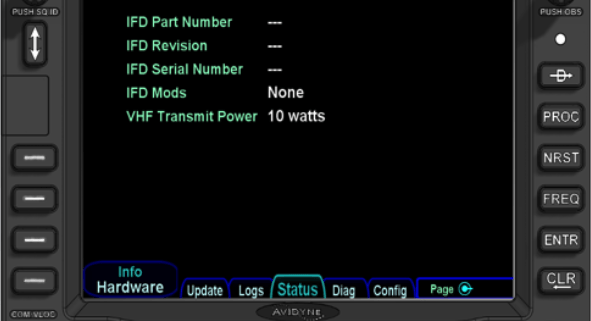 PUSH SQ ID
PUSH OBS
IFD Part Number ---
IFD Revision ---
IFD Serial Number ---
IFD Mods None
VHF Transmit Power 10 watts
D
PROC
NRST
FREQ
ENTR
CLR
Info
Hardware
Update Logs Status Diag Config Page
AVIDYNE
COM·VLOC